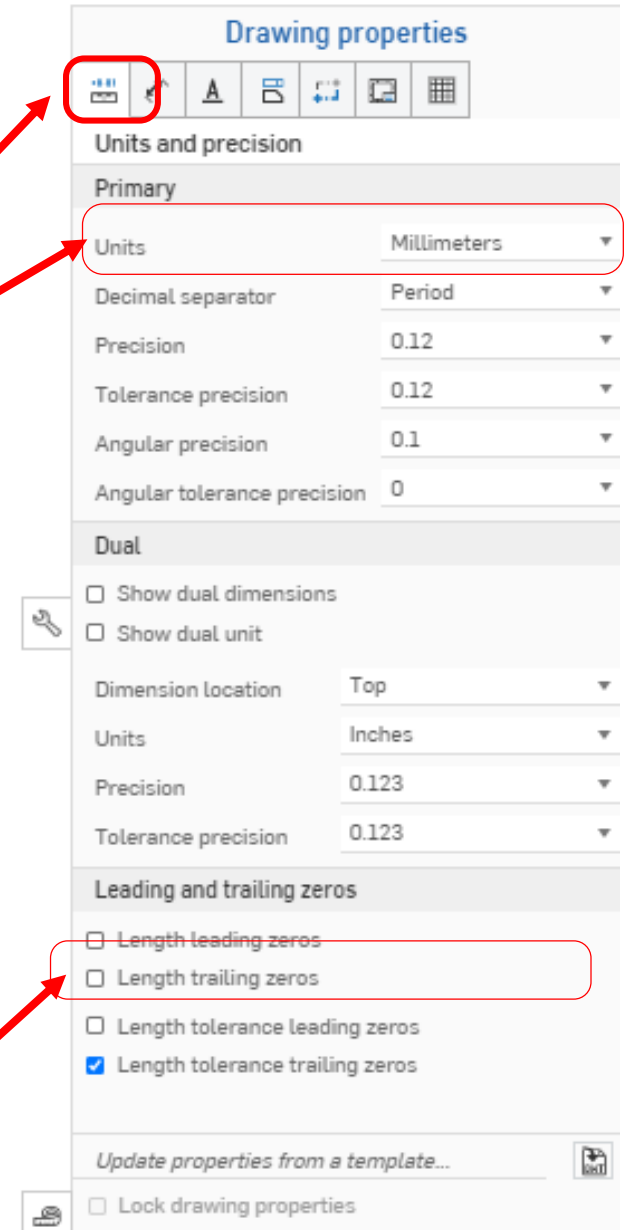 Drawing properties
A
Units and precision
Primary
Units Millimeters
Decimal separator Period
Precision 0.12
Tolerance precision 0.12
Angular precision 0.1
Angular tolerance precision 0
Dual
Show dual dimensions
Show dual unit
Dimension location Top
Units Inches
Precision 0.123
Tolerance precision 0.123
Leading and trailing zeros
Length leading zeros
Length trailing zeros
Length tolerance leading zeros
Length tolerance trailing zeros
Update properties from a template...
Lock drawing properties